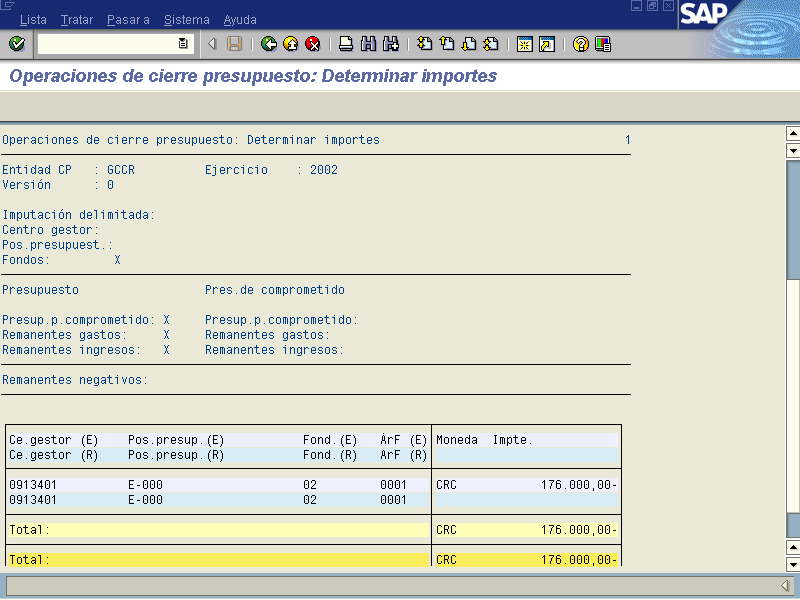 Lista Tratar Pasar a Sistema Ayuda
SAP
Operaciones de cierre presupuesto: Determinar importes
Operaciones de cierre presupuesto: Determinar importes 1
Entidad CP : GCCR Ejercicio : 2002
Versión : 0
Imputación delimitada:
Centro gestor:
Pos.presupuest.:
Fondos: X
Presupuesto Pres.de comprometido
Presup.p.comprometido: X Presup.p.comprometido:
Remanentes gastos: X Remanentes gastos:
Remanentes ingresos: X Remanentes ingresos:
Remanentes negativos:
Ce.gestor (E) Pos.presup.(E) Fond.(E) ÁrF (E) Moneda Impte.
Ce.gestor (R) Pos.presup.(R) Fond.(R) ÁrF (R)
0913401 E-000 02 0001 CRC 176.000,00-
0913401 E-000 02 0001
Total: CRC 176.000,00-
Total: CRC 176.000,00-